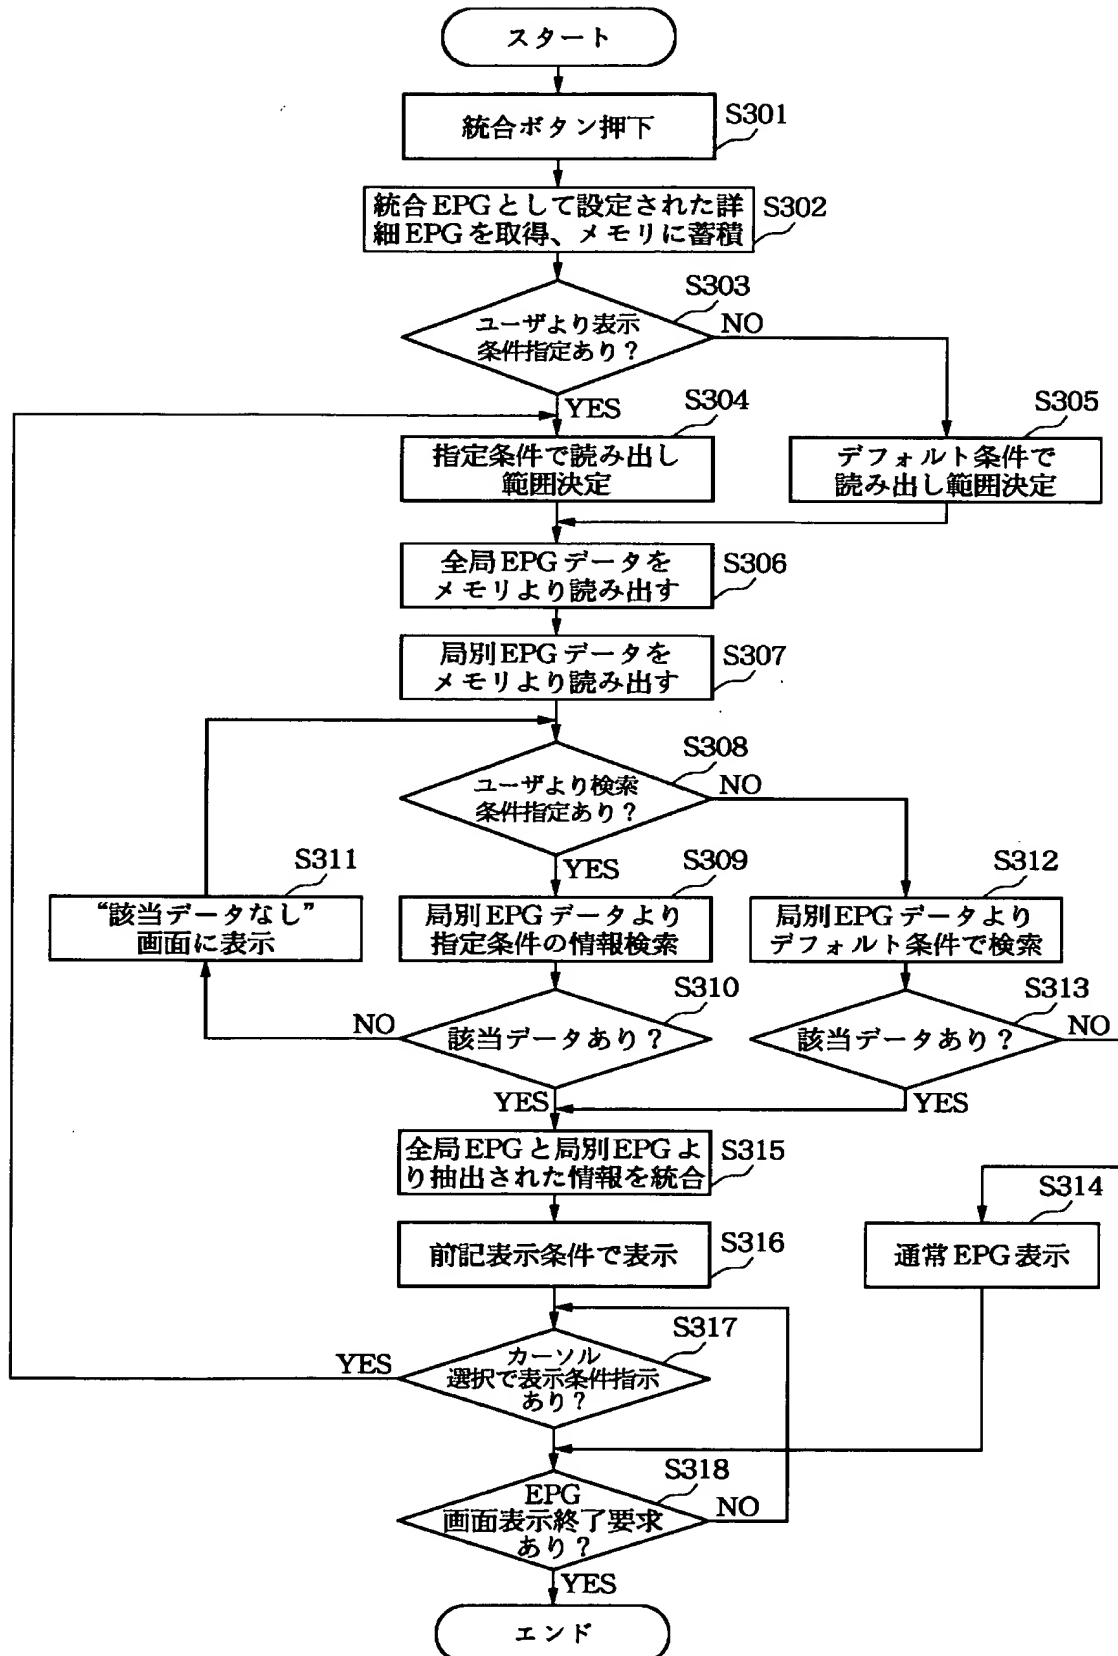 スタート
統合ボタン押下
S301
統合EPGとして設定された詳
細EPGを取得、メモリに蓄積
S302
S303
ユーザより表示
条件指定あり?
NO
YES
S304
S305
指定条件で読み出し
範囲決定
デフォルト条件で
読み出し範囲決定
全局EPGデータを
メモリより読み出す
S306
局別EPGデータを
メモリより読み出す
S307
S308
ユーザより検索
条件指定あり?
NO
YES
S311
S309
S312
“該当データなし”
画面に表示
局別EPGデータより
指定条件の情報検索
局別EPGデータより
デフォルト条件で検索
S310
S313
NO
該当データあり?
該当データあり?
NO
YES
YES
全局EPGと局別EPGよ
り抽出された情報を統合
S315
S314
前記表示条件で表示
S316
通常EPG表示
S317
YES
カーソル
選択で表示条件指示
あり?
S318
EPG
画面表示終了要求
あり?
NO
YES
エンド